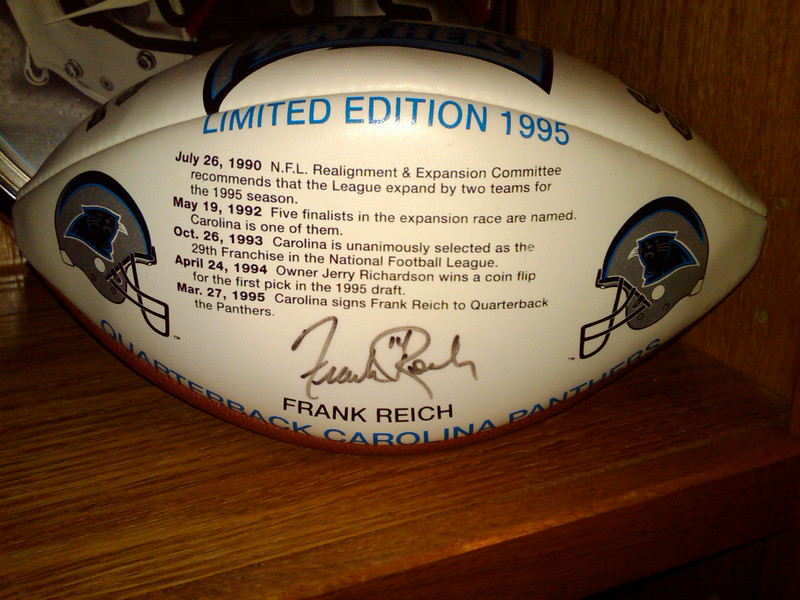 PANTHERS
LIMITED EDITION 1995
July 26, 1990 N.F.L. Realignment & Expansion Committee
recommends that the League expand by two teams for
the 1995 season.
May 19, 1992 Five finalists in the expansion race are named.
Carolina is one of them.
Oct. 26, 1993 Carolina is unanimously selected as the
29th Franchise in the National Football League.
April 24, 1994 Owner Jerry Richardson wins a coin flip
for the first pick in the 1995 draft.
Mar. 27, 1995 Carolina signs Frank Reich to Quarterback
the Panthers.
TM
TM
Frank Reich
FRANK REICH
QUARTERBACK CAROLINA PANTHERS